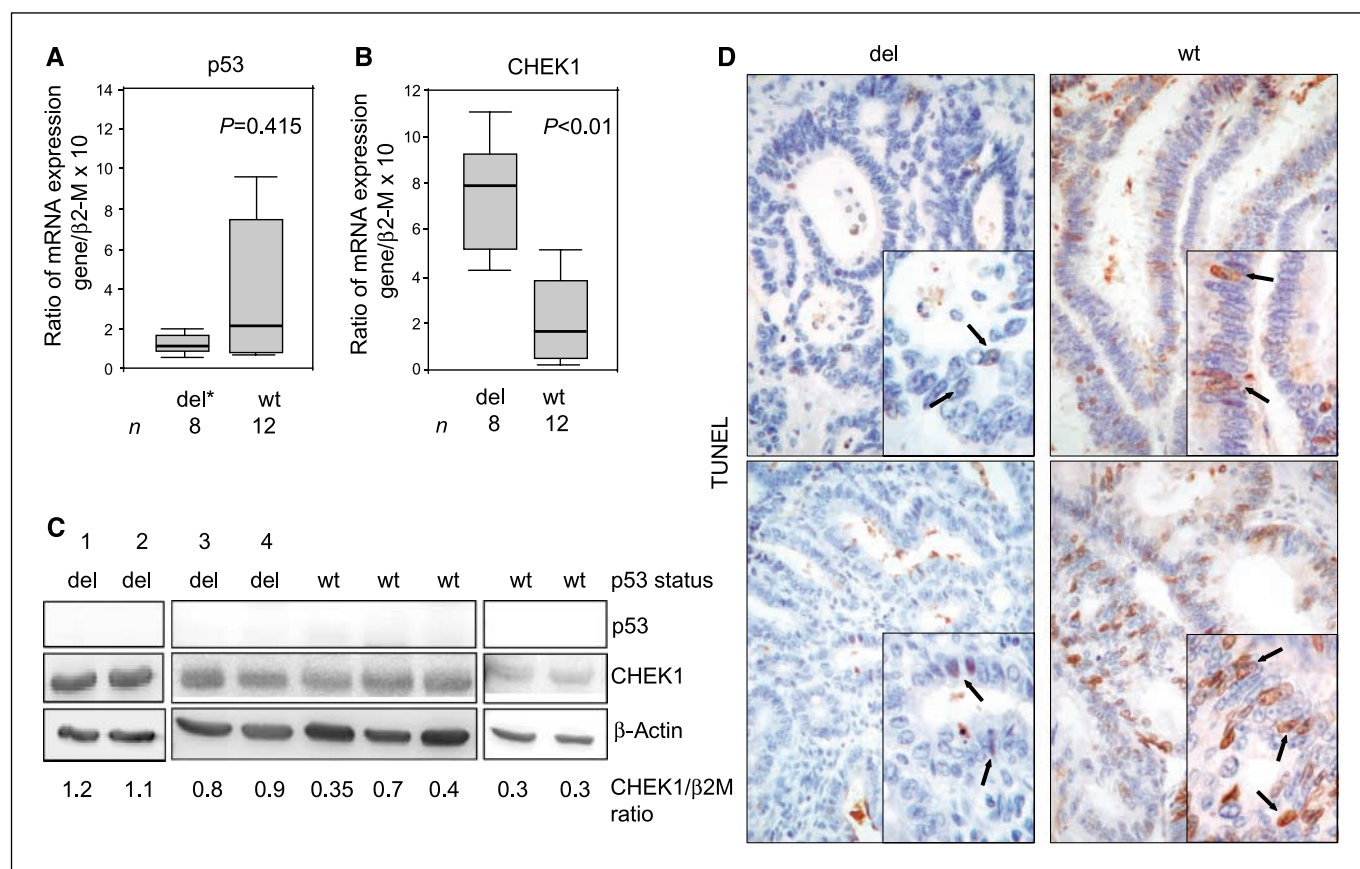 A
p53
Ratio of mRNA expression
gene/β2-M x 10
14
12
10
8
6
4
2
0
P=0.415
del* wt
n 8 12
B
CHEK1
Ratio of mRNA expression
gene/β2-M x 10
12
10
8
6
4
2
0
P<0.01
del wt
n 8 12
C
1 2 3 4
del del del del wt wt wt wt wt p53 status
p53
CHEK1
β-Actin
1.2 1.1 0.8 0.9 0.35 0.7 0.4 0.3 0.3 CHEK1/β2M
ratio
D
del wt
TUNEL